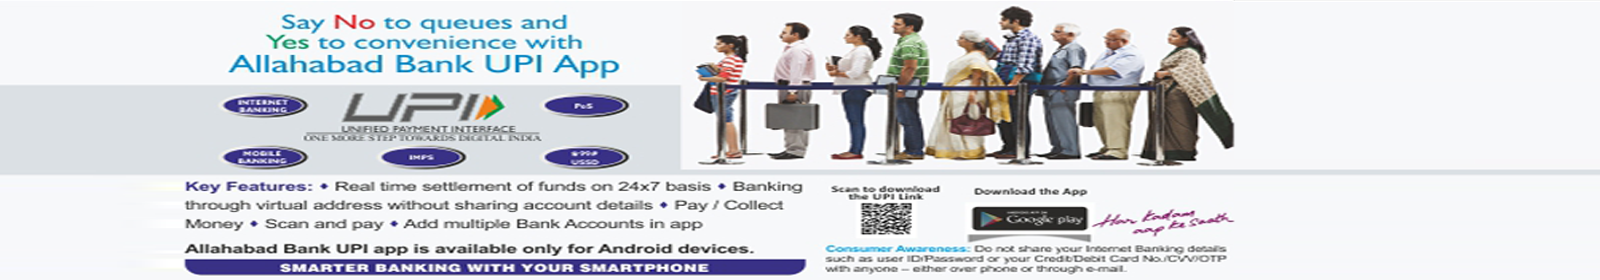 Say No to queues and
Yes to convenience with
Allahabad Bank UPI App
INTERNET
BANKING
UPI
PoS
UNIFIED PAYMENT INTERFACE
ONE MORE STEP TOWARDS DIGITAL INDIA
MOBILE
BANKING
IMPS
*99#
USSD
Key Features: ◆ Real time settlement of funds on 24x7 basis ◆ Banking
through virtual address without sharing account details ◆ Pay / Collect
Money ◆ Scan and pay ◆ Add multiple Bank Accounts in app
Allahabad Bank UPI app is available only for Android devices.
SMARTER BANKING WITH YOUR SMARTPHONE
Scan to download
the UPI Link
Download the App
Google play
Har Kadam
aap ke Saath
Consumer Awareness: Do not share your Internet Banking details
such as user ID/Password or your Credit/Debit Card No./CVV/OTP
with anyone – either over phone or through e-mail.